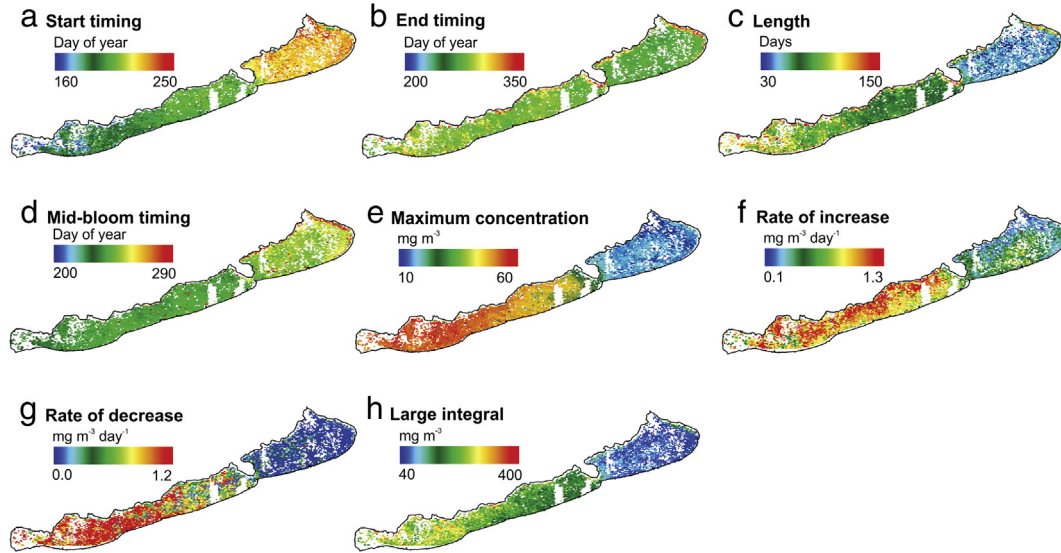 a Start timing
Day of year
160 250
b End timing
Day of year
200 350
c Length
Days
30 150
d Mid-bloom timing
Day of year
200 290
e Maximum concentration
mg m⁻³
10 60
f Rate of increase
mg m⁻³ day⁻¹
0.1 1.3
g Rate of decrease
mg m⁻³ day⁻¹
0.0 1.2
h Large integral
mg m⁻³
40 400